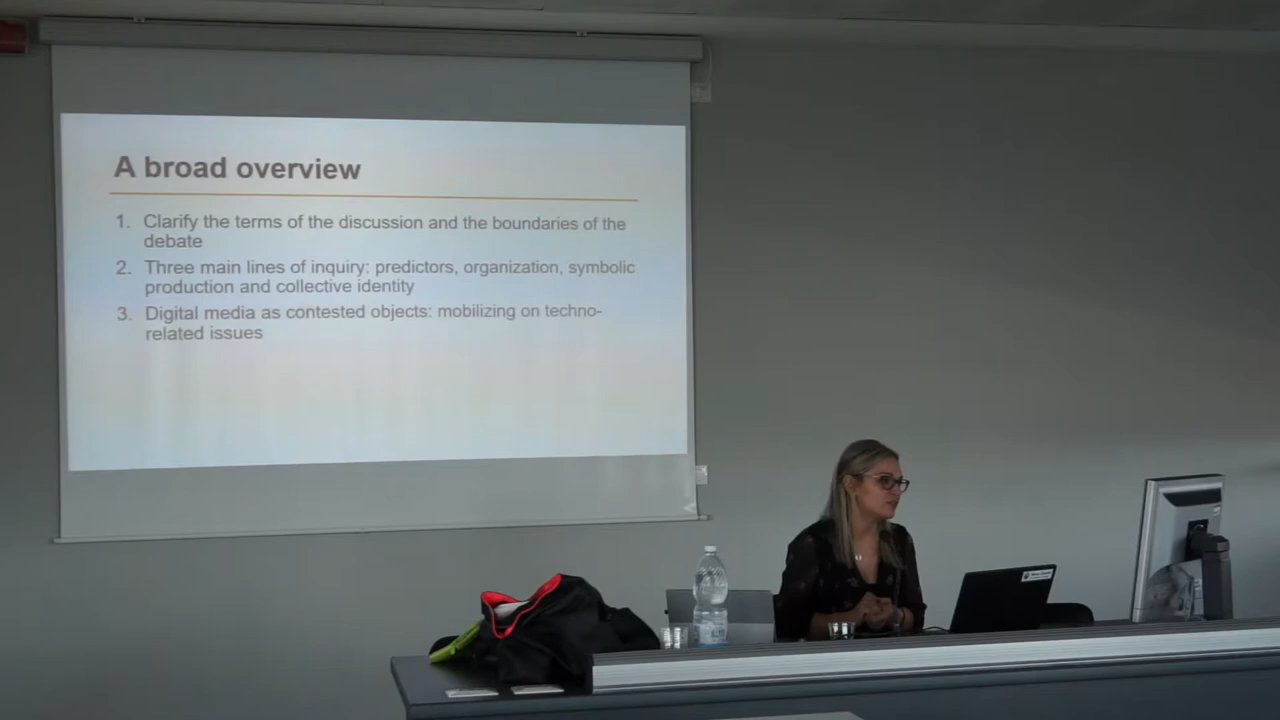 A broad overview
1. Clarify the terms of the discussion and the boundaries of the
debate
2. Three main lines of inquiry: predictors, organization, symbolic
production and collective identity
3. Digital media as contested objects: mobilizing on techno-
related issues